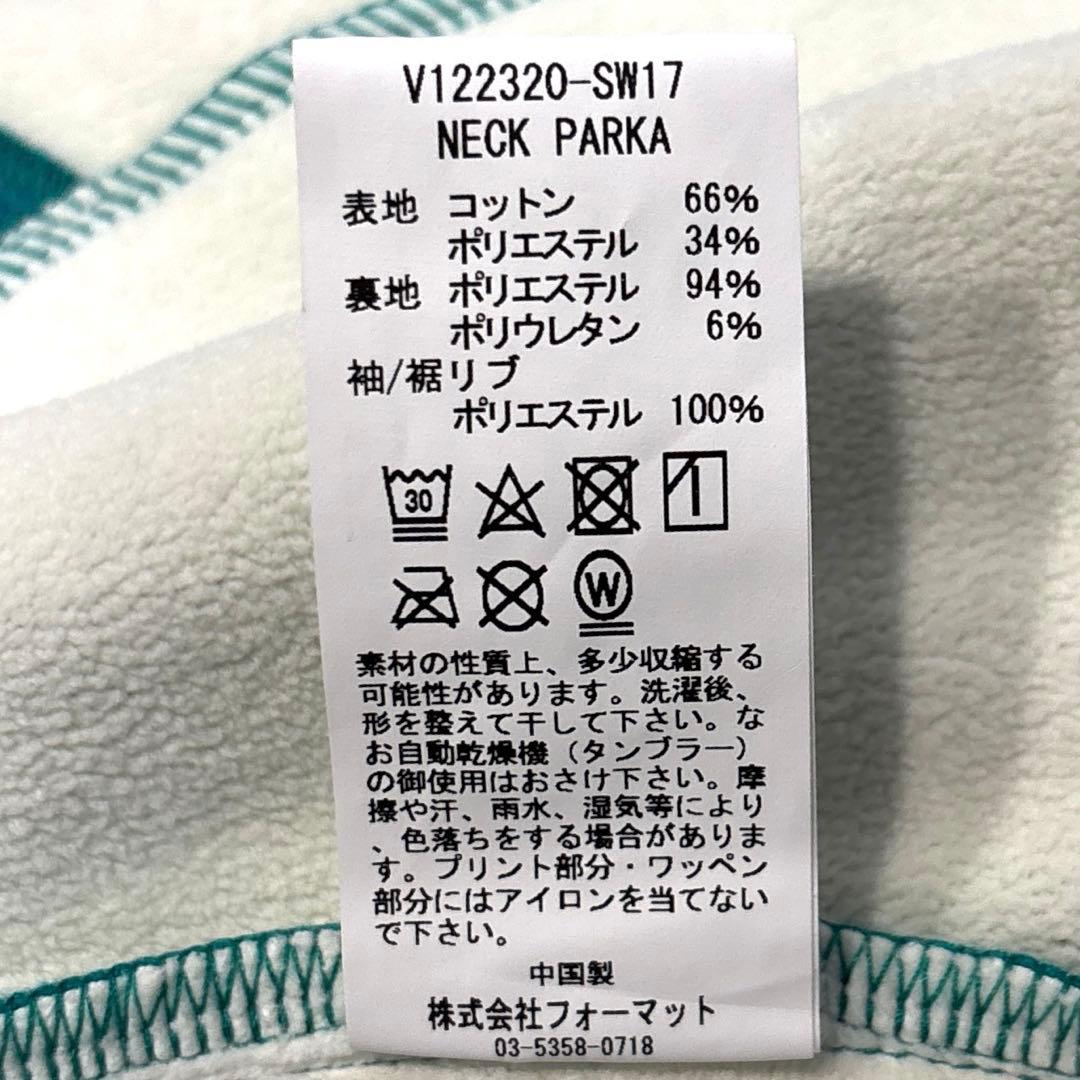 V122320-SW17
NECK PARKA
表地 コットン 66%
ポリエステル 34%
裏地 ポリエステル 94%
ポリウレタン 6%
袖/裾リブ
ポリエステル 100%
30
W
素材の性質上、多少収縮する
可能性があります。洗濯後、
形を整えて干して下さい。な
お自動乾燥機（タンブラー）
の御使用はおさけ下さい。摩
擦や汗、雨水、湿気等により
、色落ちをする場合がありま
す。プリント部分・ワッペン
部分にはアイロンを当てない
で下さい。
中国製
株式会社フォーマット
03-5358-0718